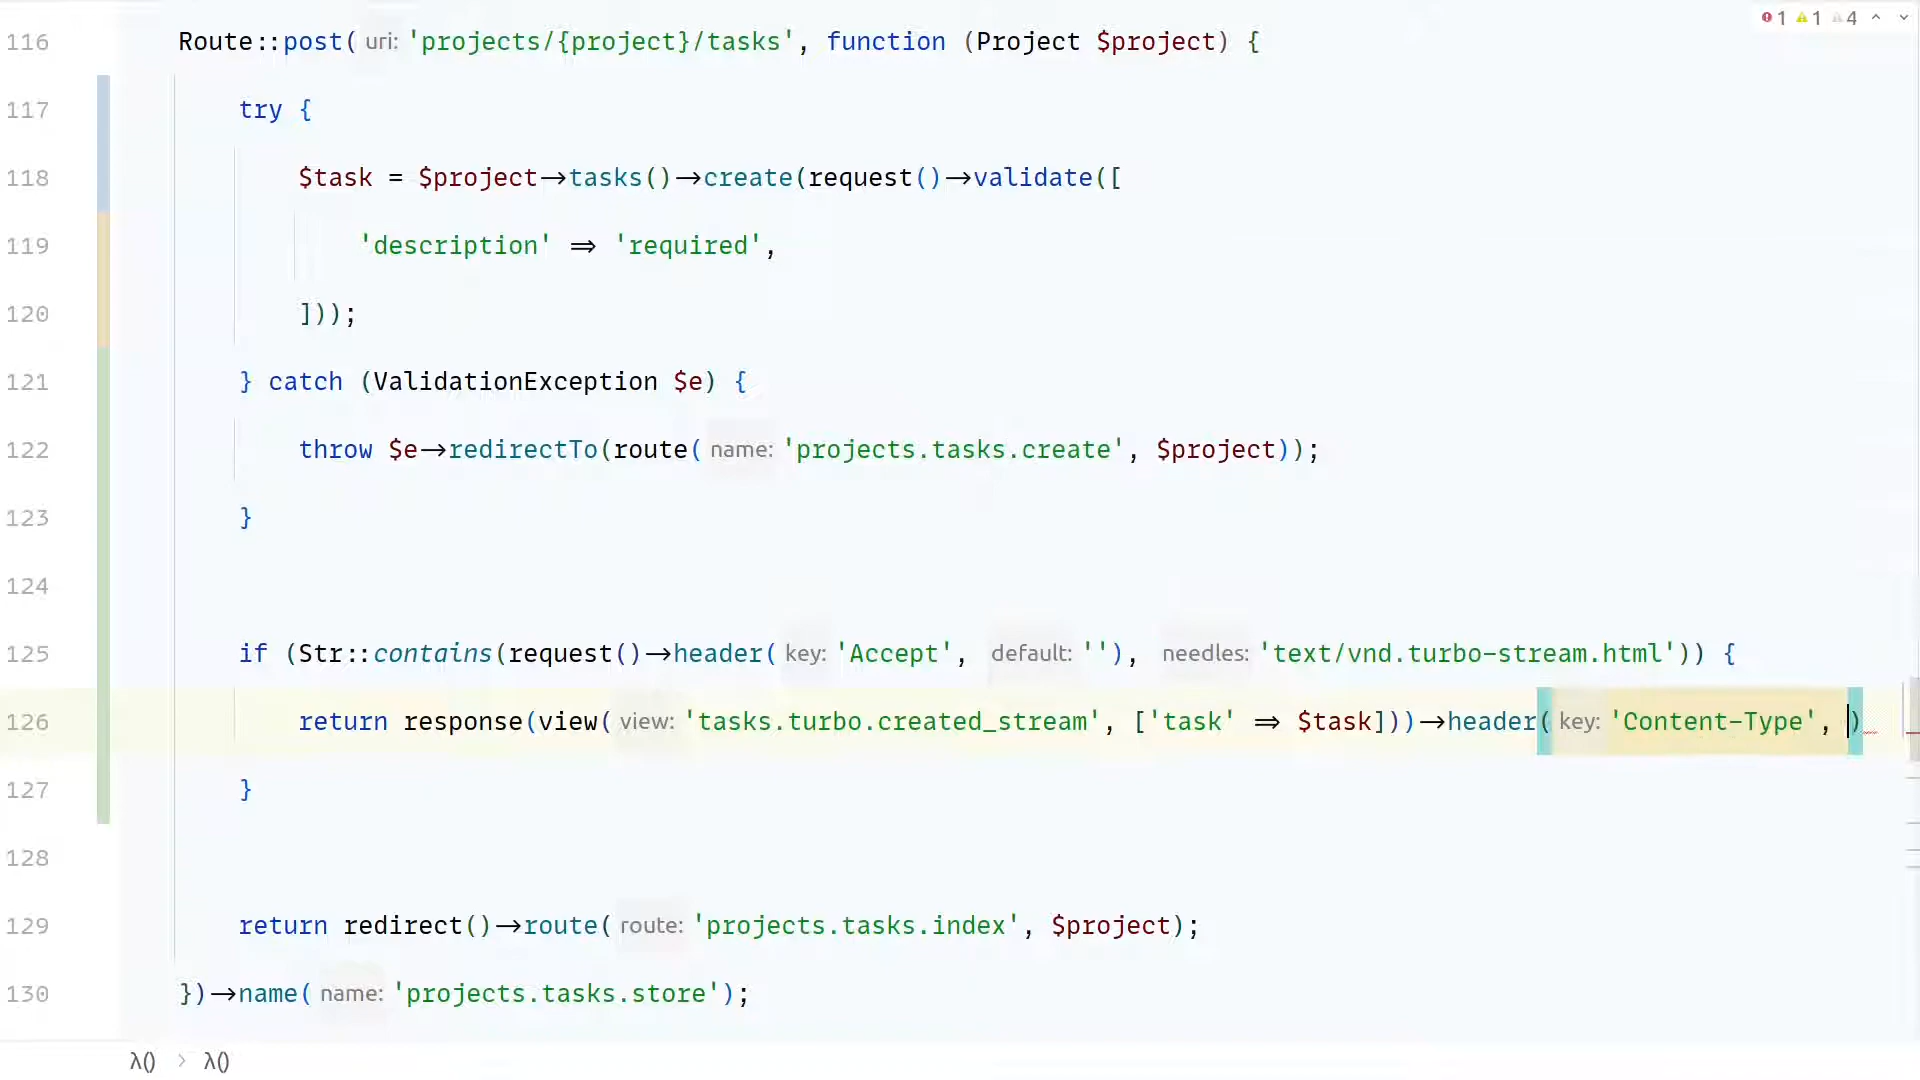 1 1 4
116 Route::post( uri: 'projects/{project}/tasks', function (Project $project) {
117 try {
118 $task = $project→tasks()→create(request()→validate([
119 'description' ⇒ 'required',
120 ]));
121 } catch (ValidationException $e) {
122 throw $e→redirectTo(route( name: 'projects.tasks.create', $project));
123 }
124
125 if (Str::contains(request()→header( key: 'Accept', default: ''), needles: 'text/vnd.turbo-stream.html')) {
126 return response(view( view: 'tasks.turbo.created_stream', ['task' ⇒ $task]))→header( key: 'Content-Type', )
127 }
128
129 return redirect()→route( route: 'projects.tasks.index', $project);
130 })→name( name: 'projects.tasks.store');
λ() > λ()